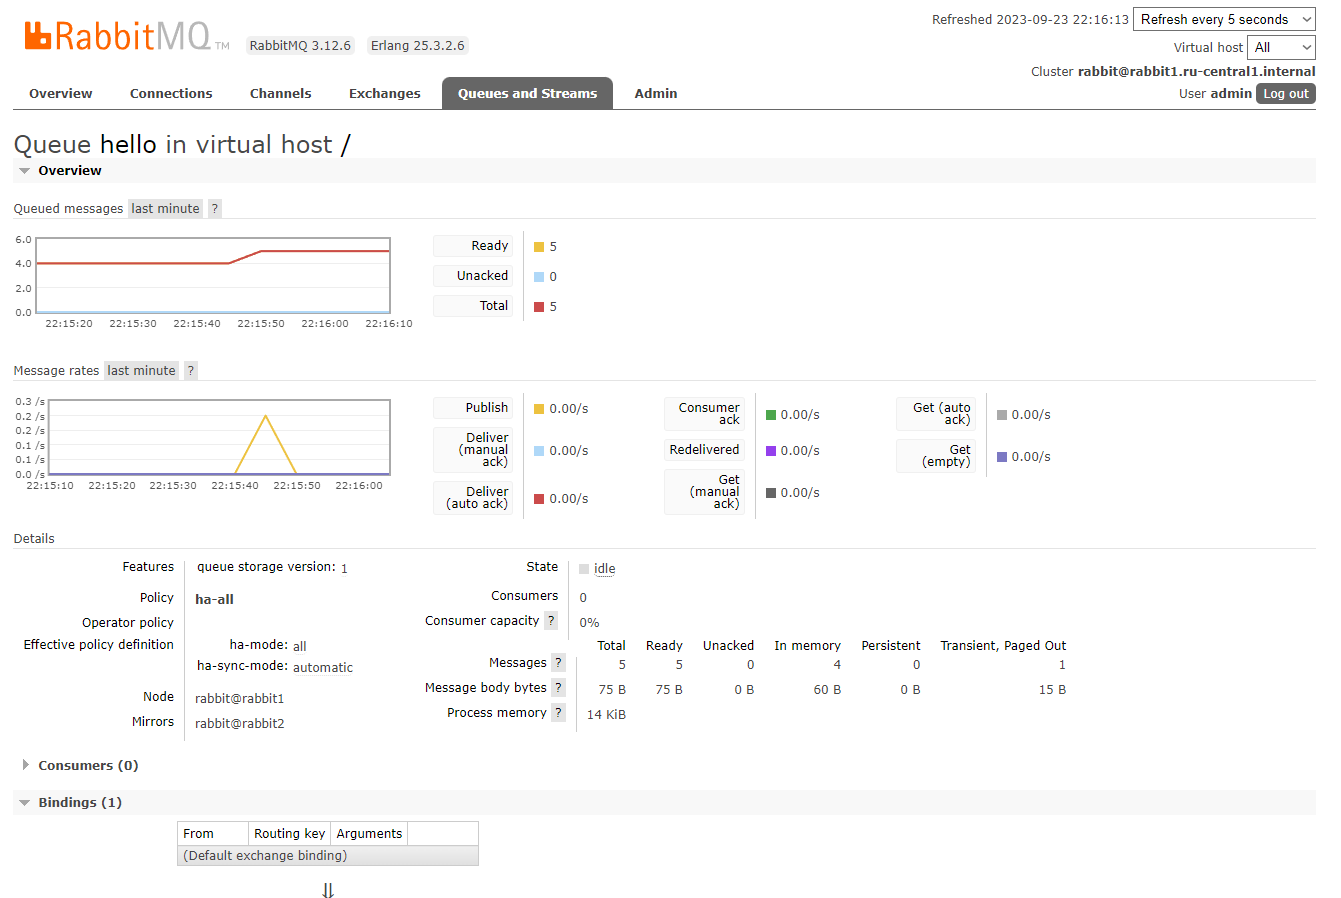 RabbitMQ TM RabbitMQ 3.12.6 Erlang 25.3.2.6
Refreshed 2023-09-23 22:16:13 Refresh every 5 seconds
Virtual host All
Cluster rabbit@rabbit1.ru-central1.internal
User admin Log out
Overview Connections Channels Exchanges Queues and Streams Admin
Queue hello in virtual host /
Overview
Queued messages last minute ?
6.0
4.0
2.0
0.0
22:15:20 22:15:30 22:15:40 22:15:50 22:16:00 22:16:10
Ready 5
Unacked 0
Total 5
Message rates last minute ?
0.3 /s
0.2 /s
0.2 /s
0.1 /s
0.1 /s
0.0 /s
22:15:10 22:15:20 22:15:30 22:15:40 22:15:50 22:16:00
Publish 0.00/s
Deliver
(manual 0.00/s
ack)
Deliver
(auto ack) 0.00/s
Consumer
ack 0.00/s
Redelivered 0.00/s
Get
(manual 0.00/s
ack)
Get (auto
ack) 0.00/s
Get
(empty) 0.00/s
Details
Features queue storage version: 1
Policy ha-all
Operator policy
Effective policy definition ha-mode: all
ha-sync-mode: automatic
Node rabbit@rabbit1
Mirrors rabbit@rabbit2
State idle
Consumers 0
Consumer capacity ? 0%
Total Ready Unacked In memory Persistent Transient, Paged Out
Messages ? 5 5 0 4 0 1
Message body bytes ? 75 B 75 B 0 B 60 B 0 B 15 B
Process memory ? 14 KiB
Consumers (0)
Bindings (1)
From Routing key Arguments
(Default exchange binding)
⇓